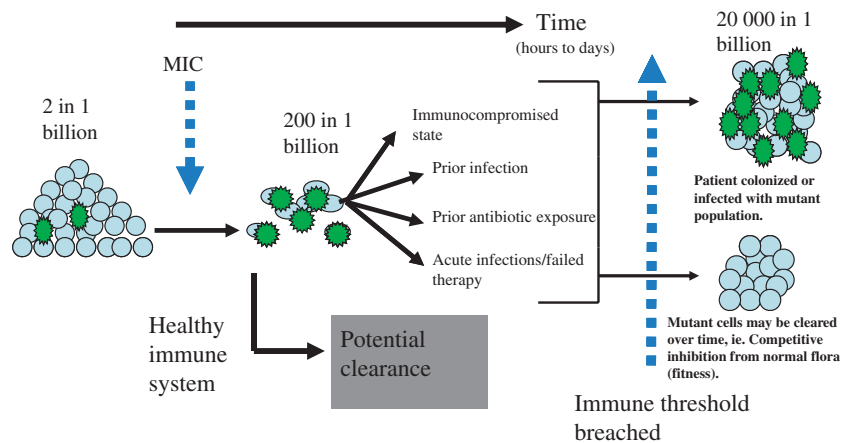 Time
(hours to days)
20 000 in 1
billion
MIC
2 in 1
billion
200 in 1
billion
Immunocompromised
state
Prior infection
Prior antibiotic exposure
Acute infections/failed
therapy
Patient colonized or
infected with mutant
population.
Healthy
immune
system
Potential
clearance
Mutant cells may be cleared
over time, ie. Competitive
inhibition from normal flora
(fitness).
Immune threshold
breached